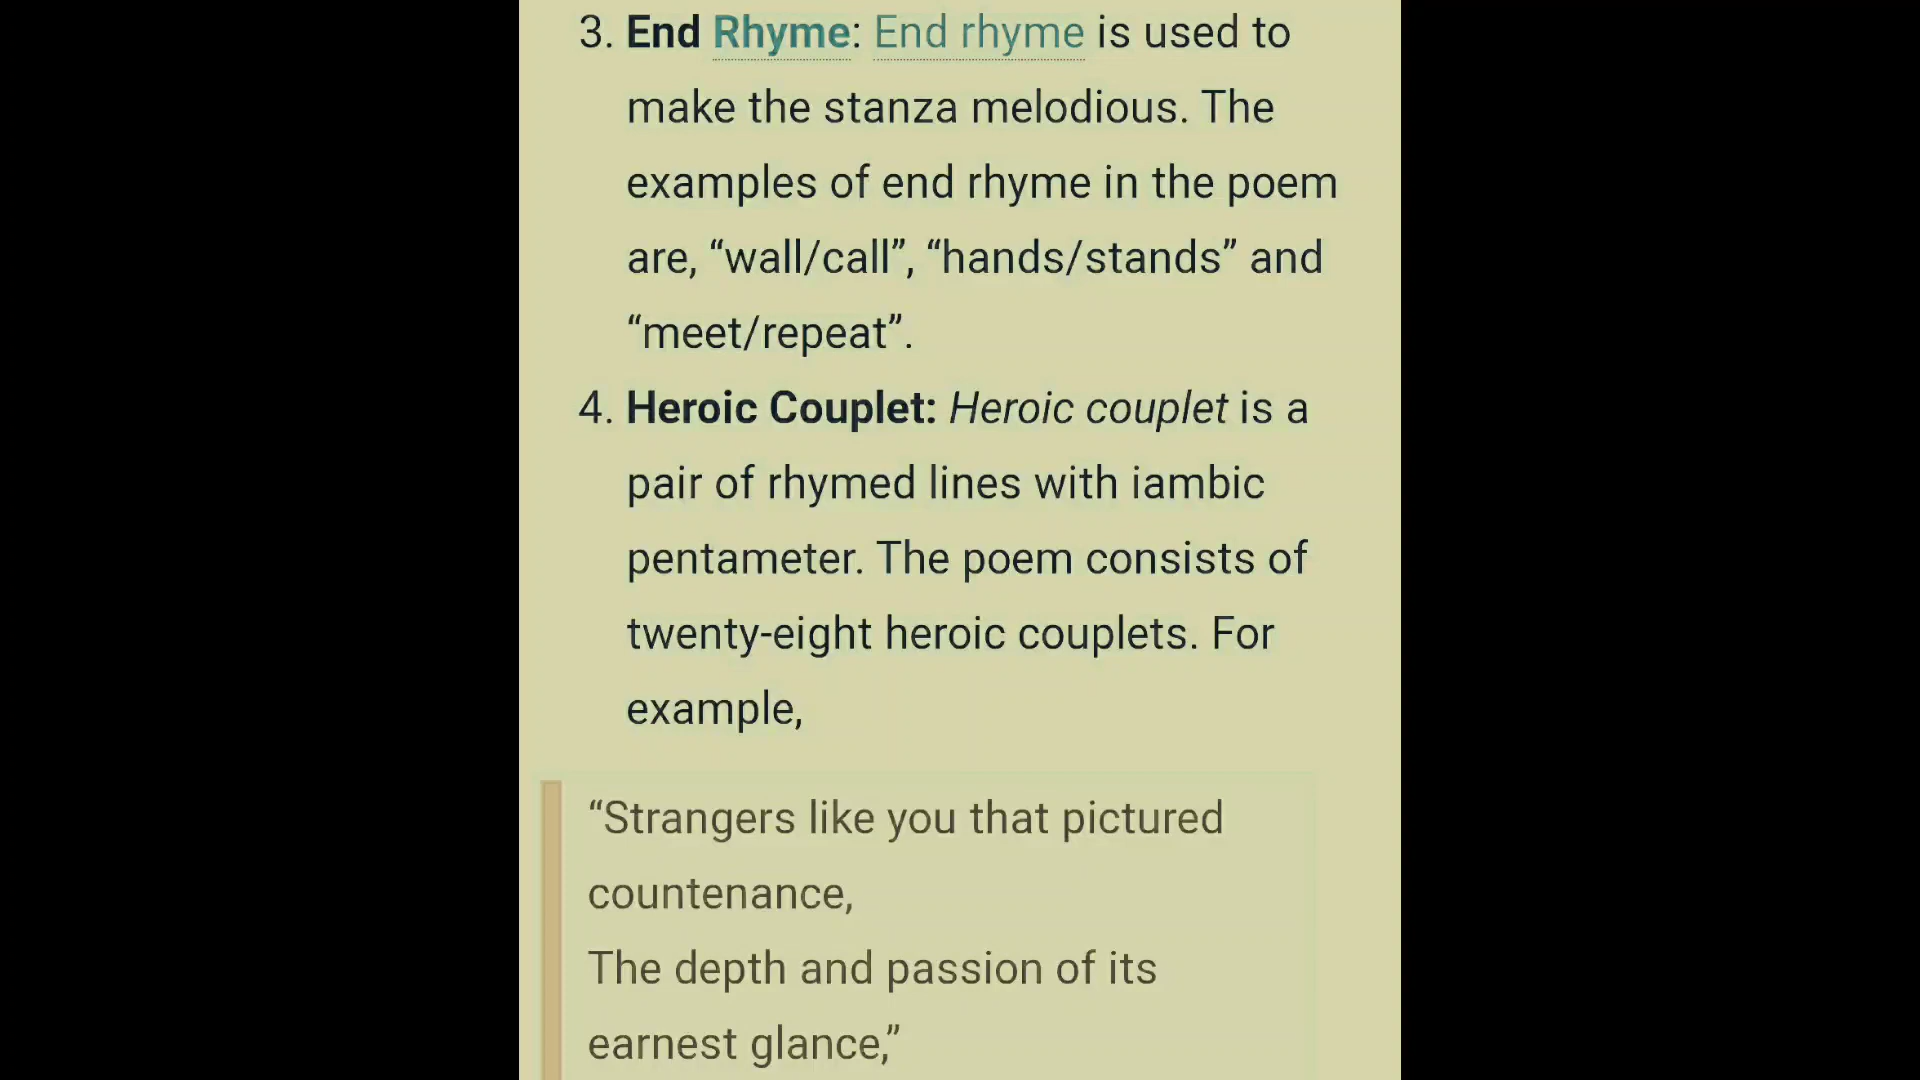 3. End Rhyme: End rhyme is used to
make the stanza melodious. The
examples of end rhyme in the poem
are, “wall/call”, “hands/stands” and
“meet/repeat”.
4. Heroic Couplet: Heroic couplet is a
pair of rhymed lines with iambic
pentameter. The poem consists of
twenty-eight heroic couplets. For
example,
“Strangers like you that pictured
countenance,
The depth and passion of its
earnest glance,”